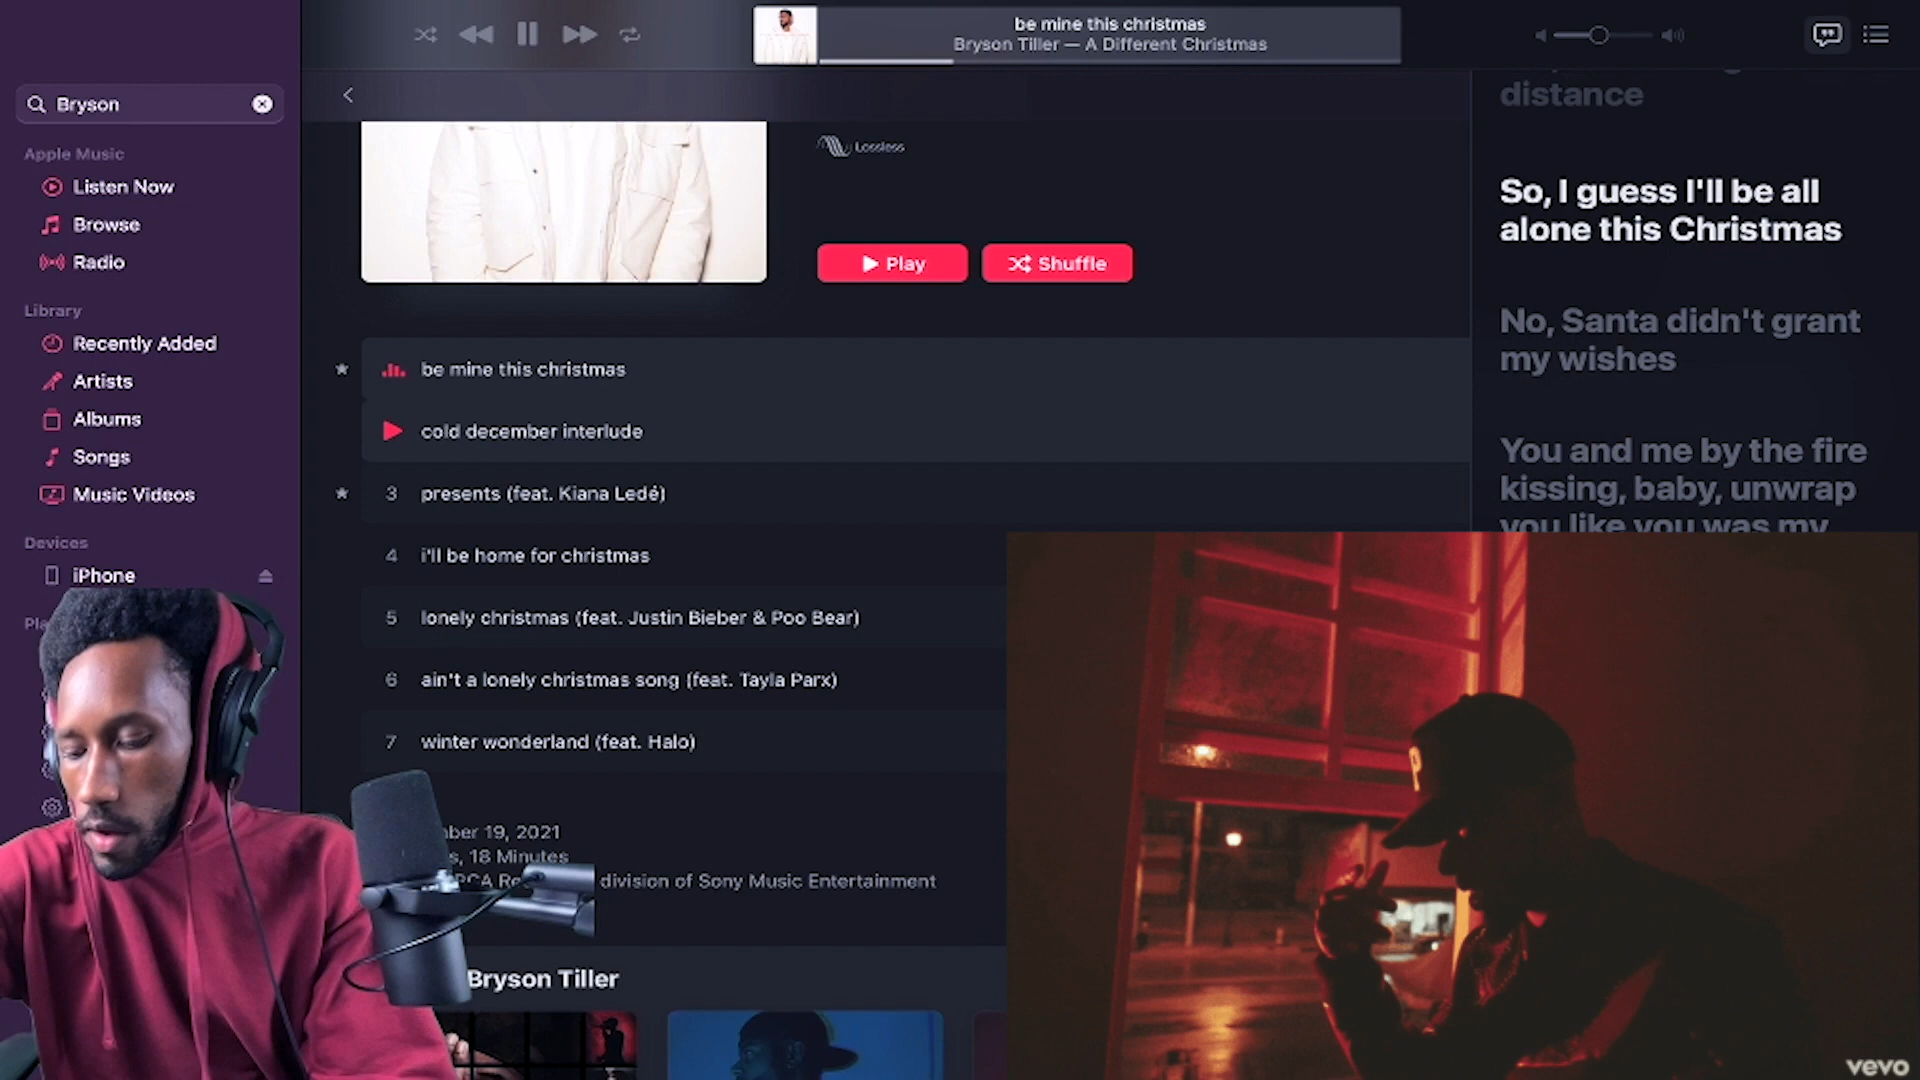 be mine this christmas
Bryson Tiller — A Different Christmas
Bryson
Apple Music
Listen Now
Browse
Radio
Library
Recently Added
Artists
Albums
Songs
Music Videos
Devices
iPhone
Lossless
Play
Shuffle
be mine this christmas
cold december interlude
3 presents (feat. Kiana Ledé)
4 i'll be home for christmas
5 lonely christmas (feat. Justin Bieber & Poo Bear)
6 ain't a lonely christmas song (feat. Tayla Parx)
7 winter wonderland (feat. Halo)
19, 2021
18 Minutes
division of Sony Music Entertainment
Bryson Tiller
distance
So, I guess I'll be all
alone this Christmas
No, Santa didn't grant
my wishes
You and me by the fire
kissing, baby, unwrap
you like you was my
P
vevo